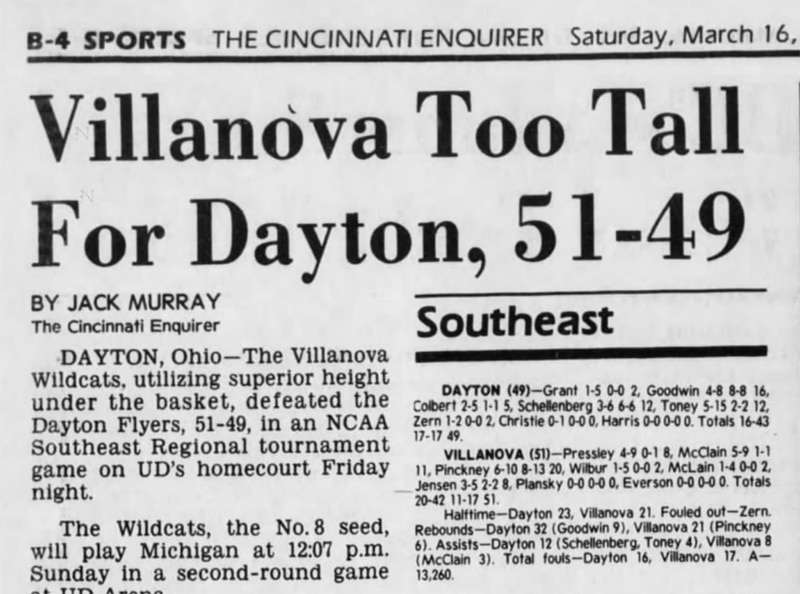 B-4 SPORTS THE CINCINNATI ENQUIRER Saturday, March 16,
Villanova Too Tall
For Dayton, 51-49
BY JACK MURRAY
The Cincinnati Enquirer
DAYTON, Ohio—The Villanova
Wildcats, utilizing superior height
under the basket, defeated the
Dayton Flyers, 51-49, in an NCAA
Southeast Regional tournament
game on UD's homecourt Friday
night.
The Wildcats, the No. 8 seed,
will play Michigan at 12:07 p.m.
Sunday in a second-round game
at UD Arena.
Southeast
DAYTON (49)—Grant 1-5 0-0 2, Goodwin 4-8 8-8 16,
Colbert 2-5 1-1 5, Schellenberg 3-6 6-6 12, Toney 5-15 2-2 12,
Zern 1-2 0-0 2, Christie 0-1 0-0 0, Harris 0-0 0-0 0. Totals 16-43
17-17 49.
VILLANOVA (51)—Pressley 4-9 0-1 8, McClain 5-9 1-1
11, Pinckney 6-10 8-13 20, Wilbur 1-5 0-0 2, McLain 1-4 0-0 2,
Jensen 3-5 2-2 8, Plansky 0-0 0-0 0, Everson 0-0 0-0 0. Totals
20-42 11-17 51.
Halftime—Dayton 23, Villanova 21. Fouled out—Zern.
Rebounds—Dayton 32 (Goodwin 9), Villanova 21 (Pinckney
6). Assists—Dayton 12 (Schellenberg, Toney 4), Villanova 8
(McClain 3). Total fouls—Dayton 16, Villanova 17. A—
13,260.